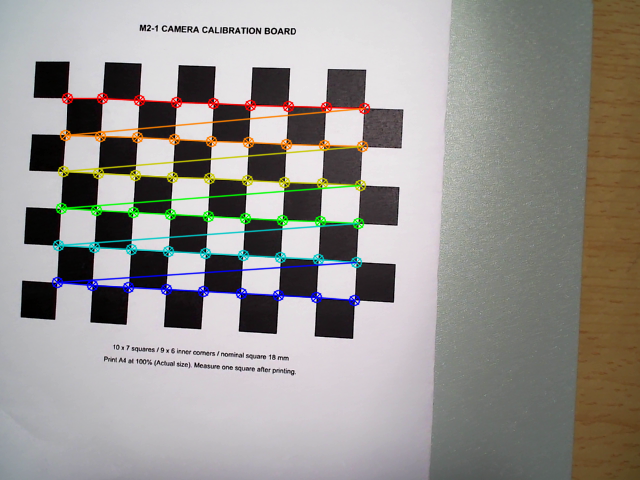 M2-1 CAMERA CALIBRATION BOARD
10 x 7 squares / 9 x 6 inner corners / nominal square 18 mm
Print A4 at 100% (Actual size). Measure one square after printing.